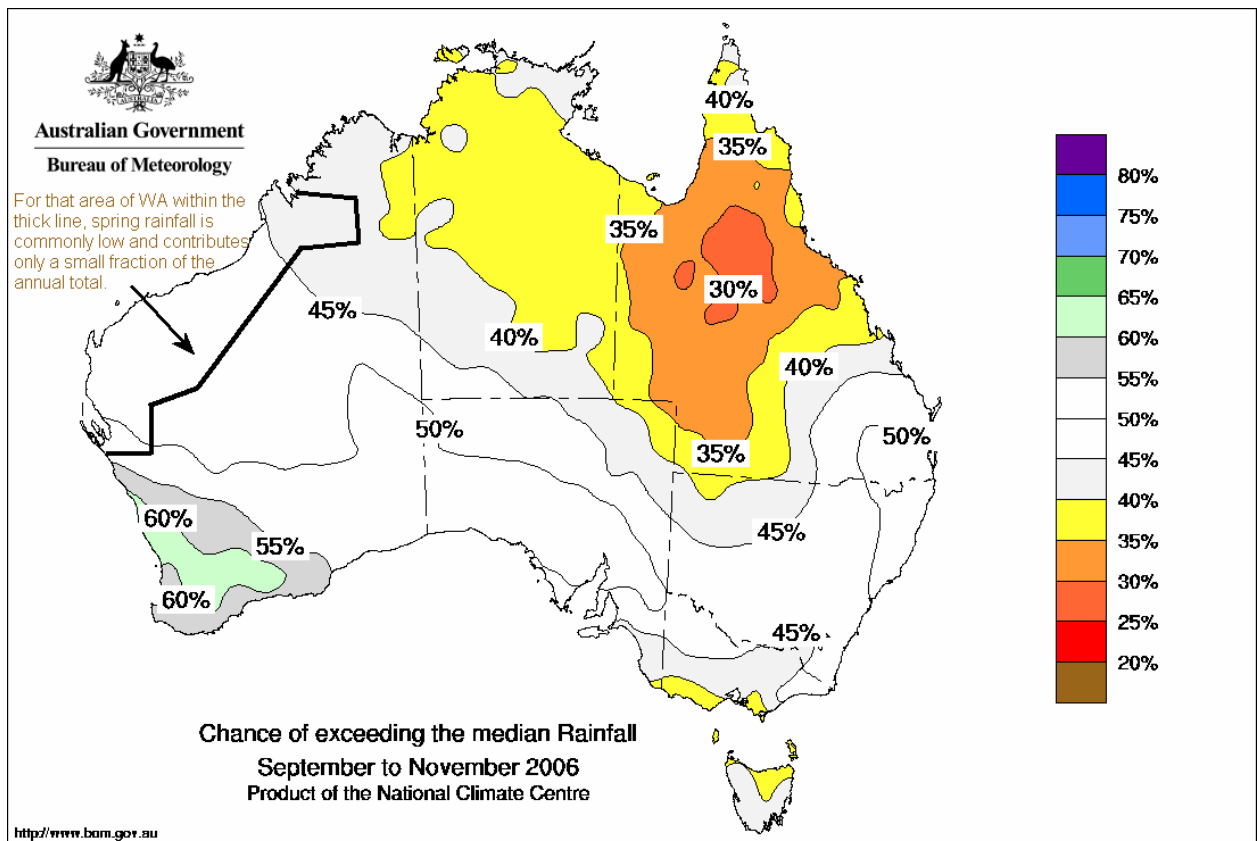 AUSTRALIA
Australian Government
Bureau of Meteorology
For that area of WA within the
thick line, spring rainfall is
commonly low and contributes
only a small fraction of the
annual total.
40%
35%
35%
30%
45%
40%
40%
50%
50%
35%
60%
55%
45%
60%
45%
80%
75%
70%
65%
60%
55%
50%
45%
40%
35%
30%
25%
20%
Chance of exceeding the median Rainfall
September to November 2006
Product of the National Climate Centre
http://www.bom.gov.au